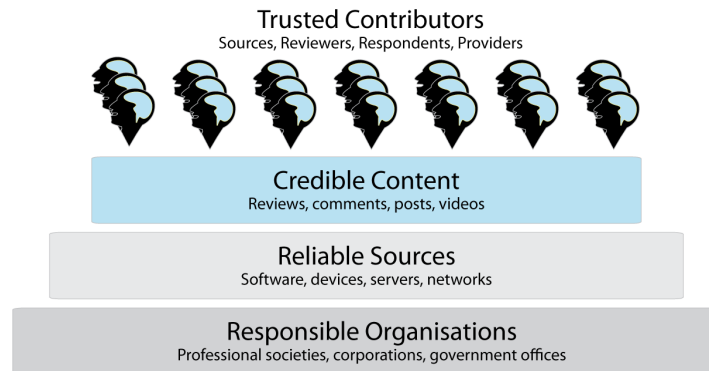 Trusted Contributors
Sources, Reviewers, Respondents, Providers
Credible Content
Reviews, comments, posts, videos
Reliable Sources
Software, devices, servers, networks
Responsible Organisations
Professional societies, corporations, government offices